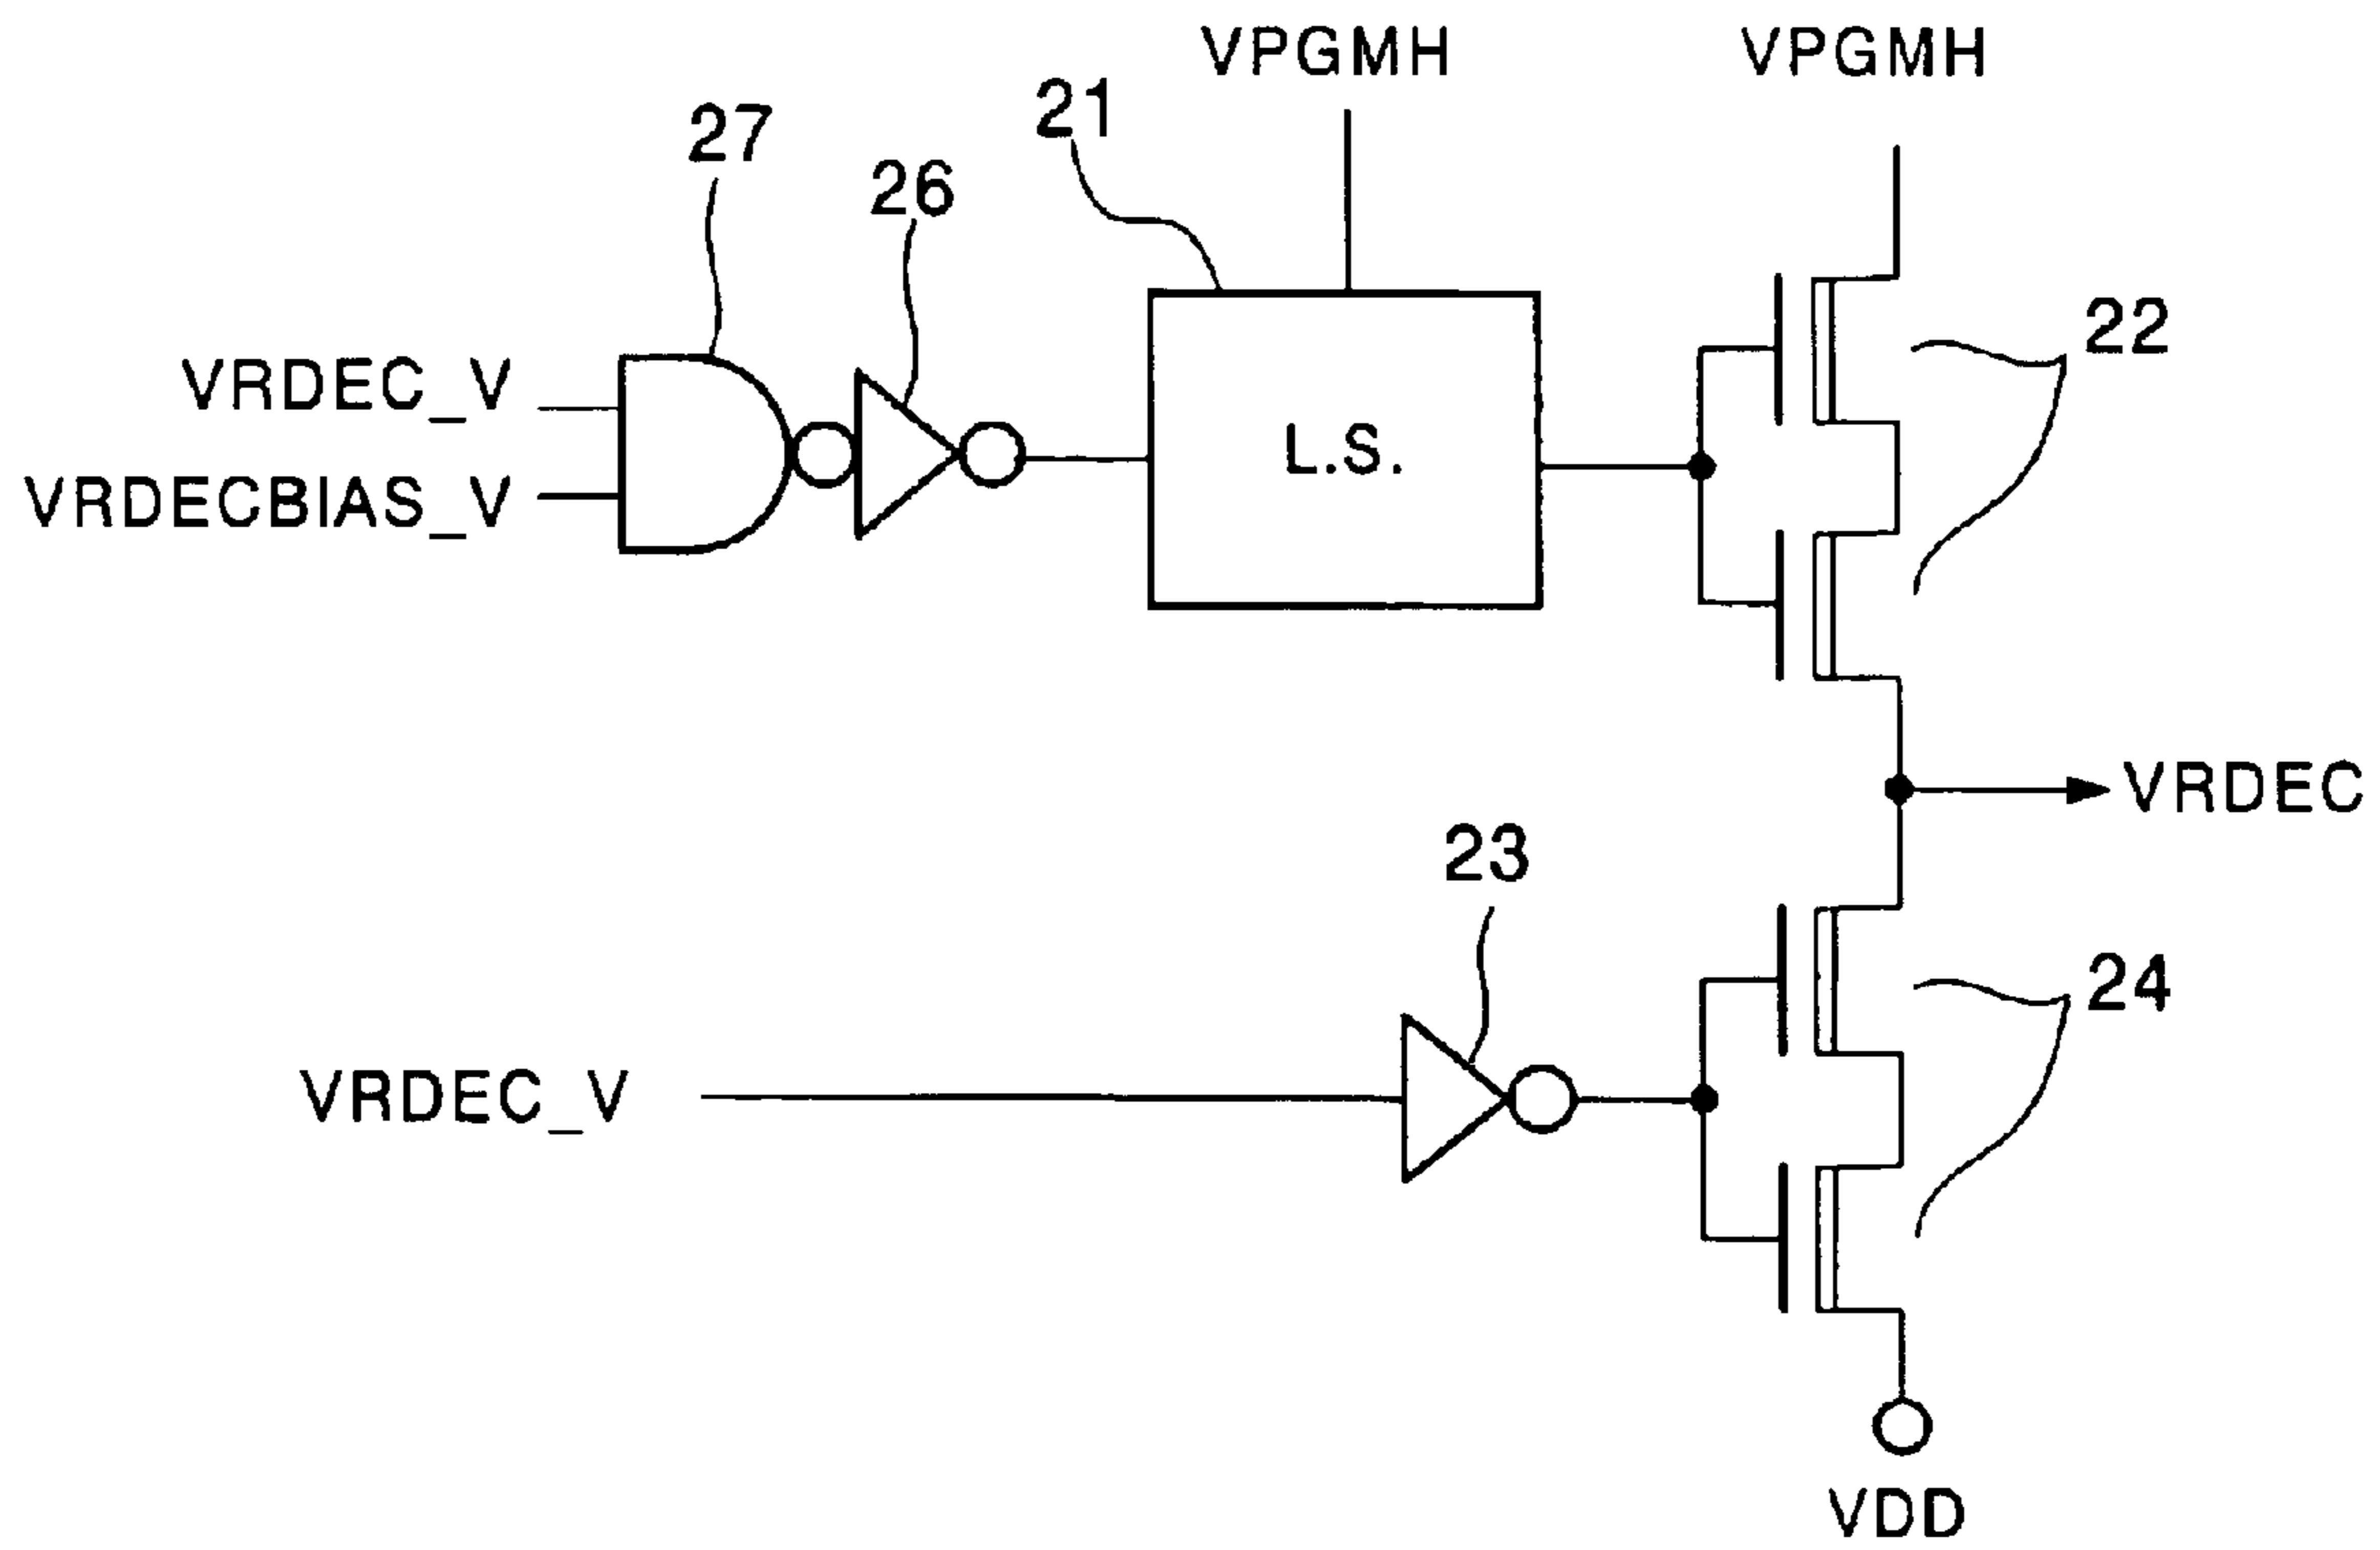 VPGMH
VPGMH
21
27
26
22
VRDEC_V
L.S.
VRDECBIAS_V
VRDEC
23
24
VRDEC_V
VDD